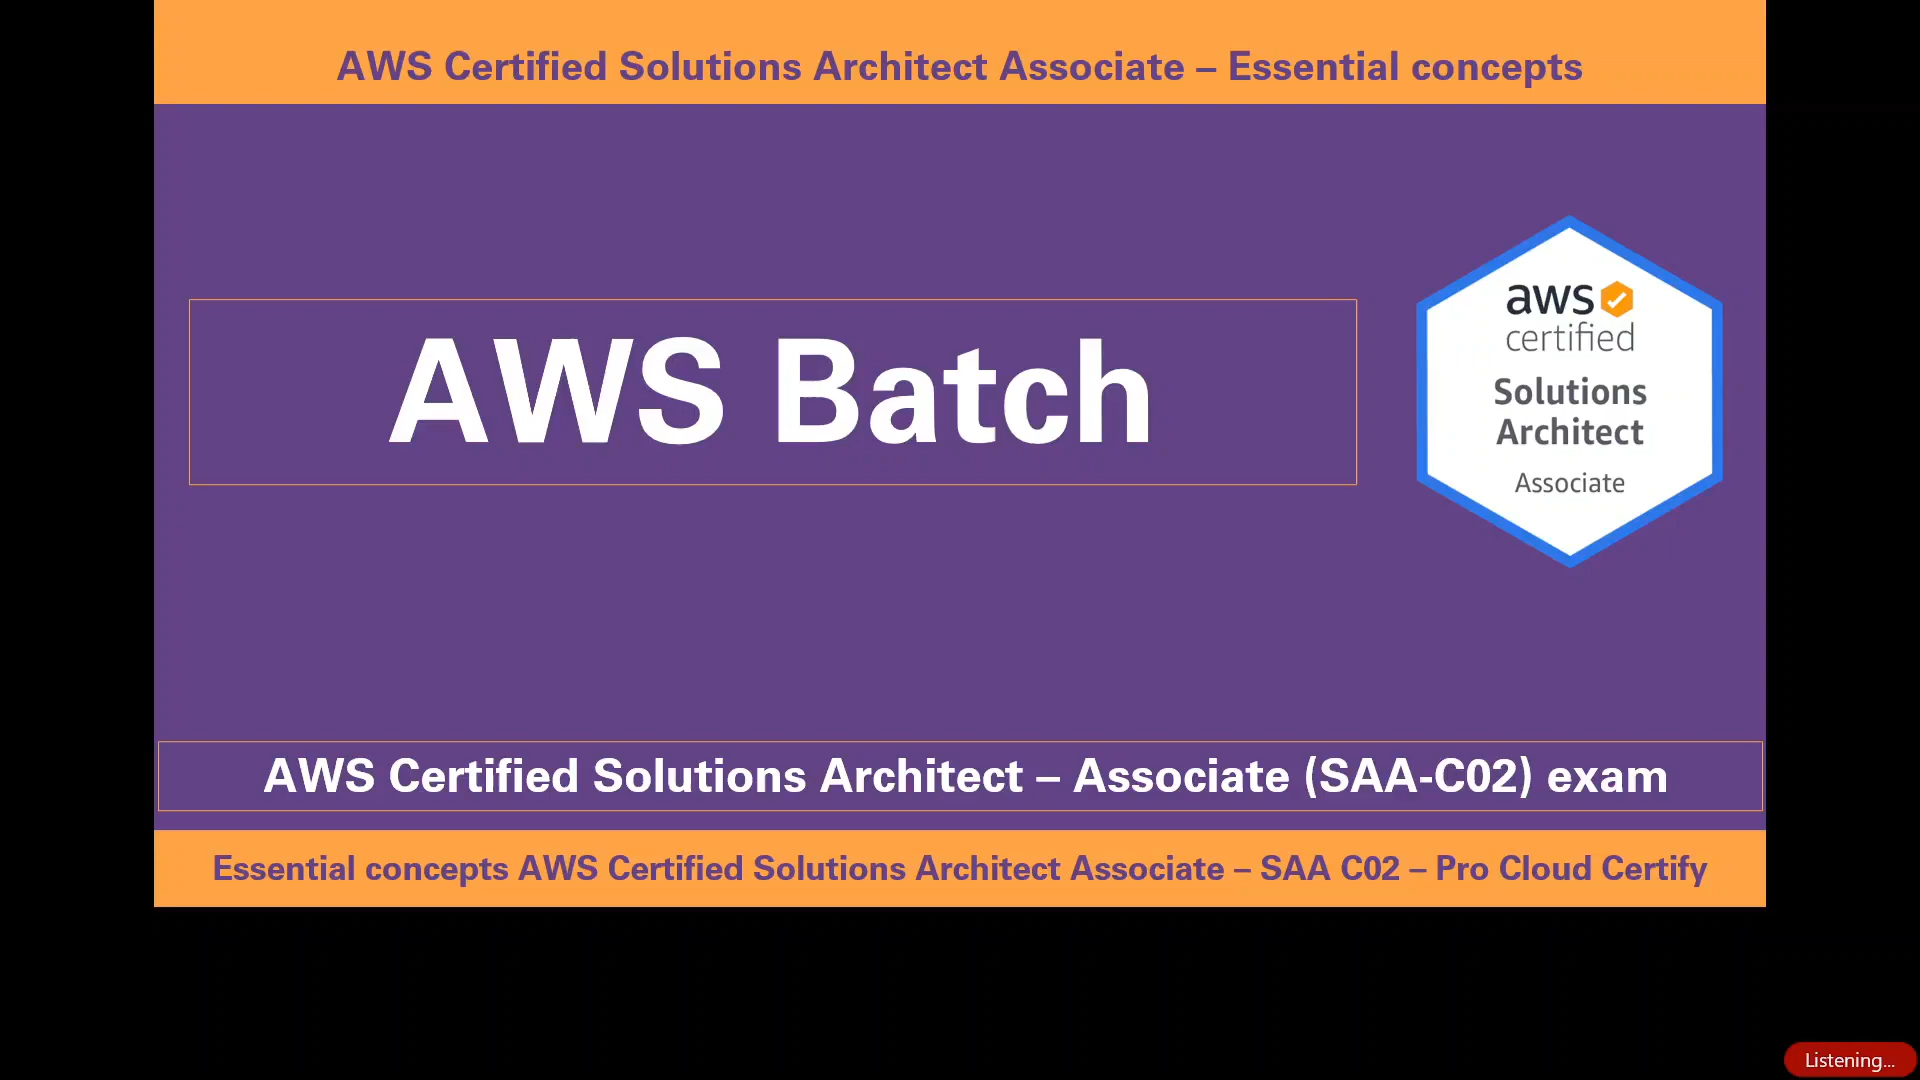 AWS Certified Solutions Architect Associate – Essential concepts
AWS Batch
aws
certified
Solutions
Architect
Associate
AWS Certified Solutions Architect – Associate (SAA-C02) exam
Essential concepts AWS Certified Solutions Architect Associate – SAA C02 – Pro Cloud Certify
Listening...